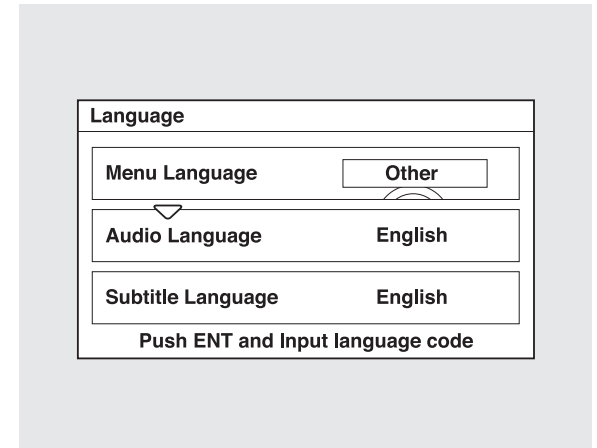 Language
Menu Language Other
Audio Language English
Subtitle Language English
Push ENT and Input language code